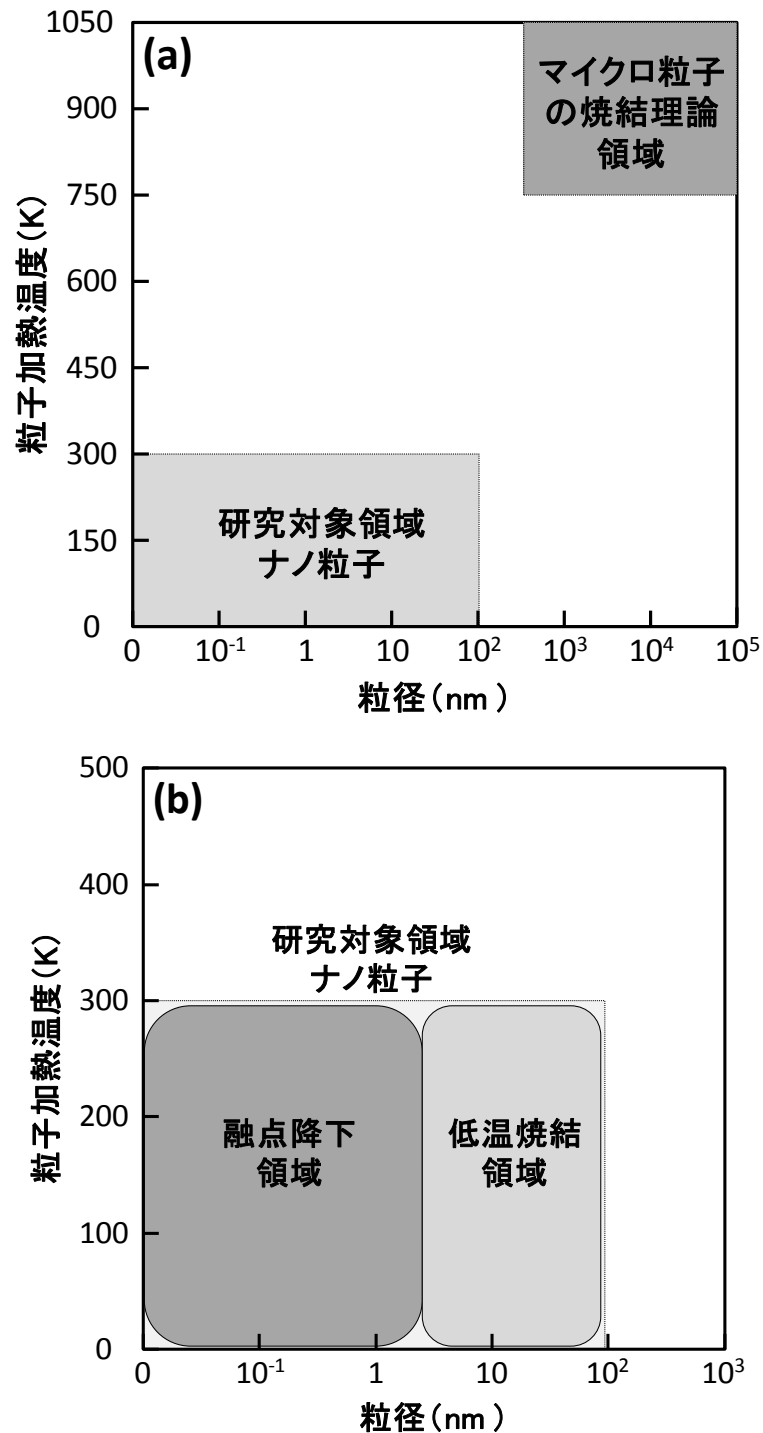 (a)
1050
900
750
600
450
300
150
0
粒子加熱温度(K)
マイクロ粒子
の焼結理論
領域
研究対象領域
ナノ粒子
0 10⁻¹ 1 10 10² 10³ 10⁴ 10⁵
粒径(nm )
(b)
500
400
300
200
100
0
粒子加熱温度(K)
研究対象領域
ナノ粒子
融点降下
領域
低温焼結
領域
0 10⁻¹ 1 10 10² 10³
粒径(nm )